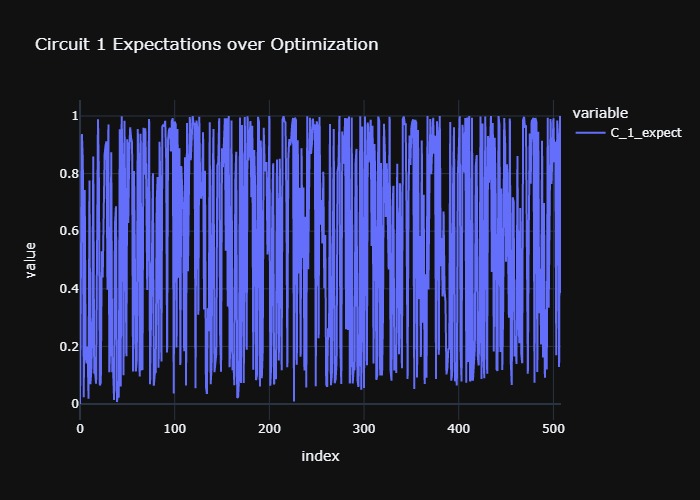 Circuit 1 Expectations over Optimization
variable
C_1_expect
value
1
0.8
0.6
0.4
0.2
0
0
100
200
300
400
500
index